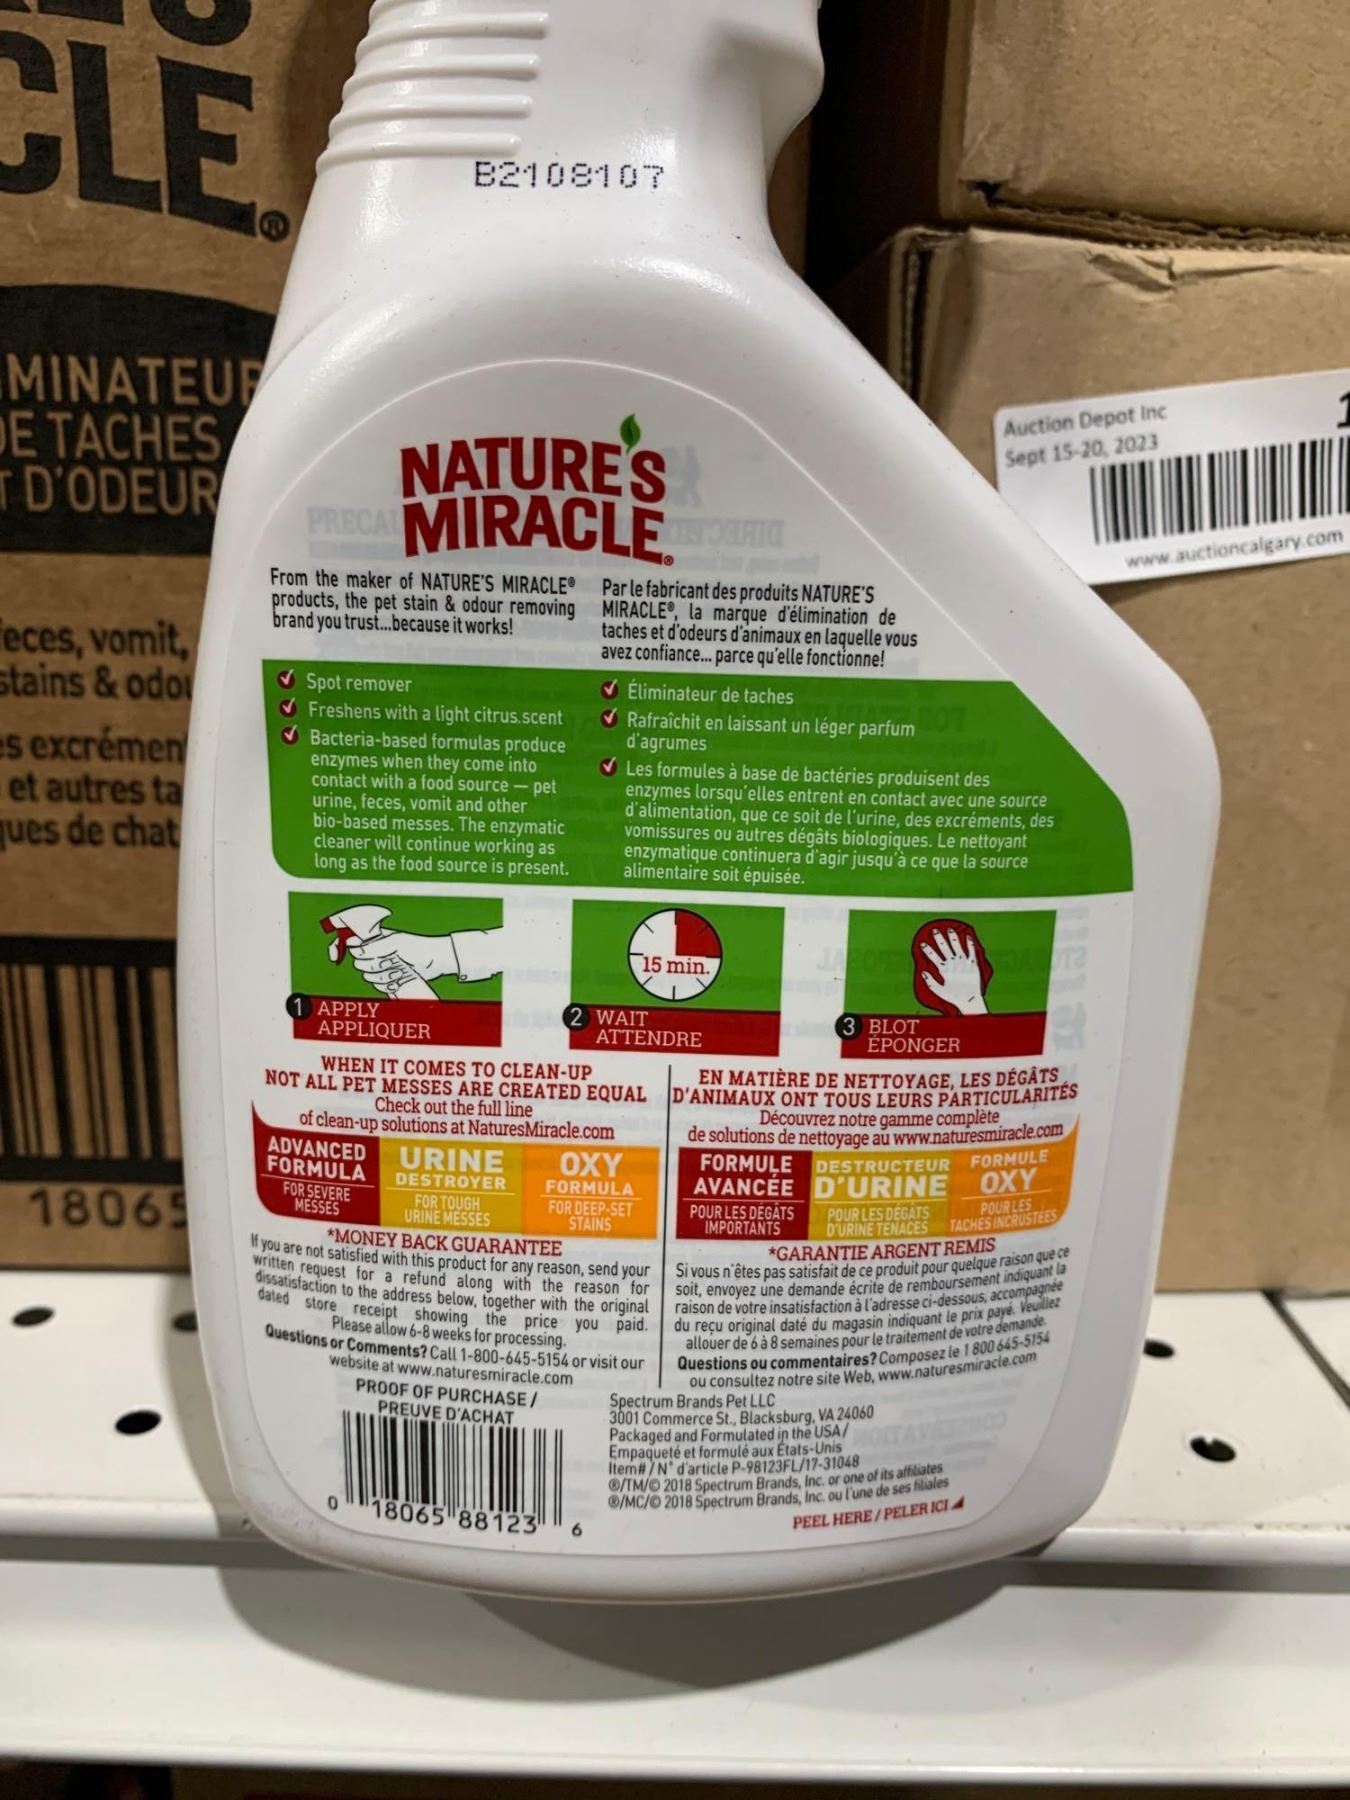 CLE®
MINATEUR
DE TACHES
T D'ODEUR
feces, vomit,
stains & odo
s excrémen
et autres ta
ques de chat
18065
B2108107
Auction Depot Inc
Sept 15-20, 2023
1
www.auctioncalgary.com
NATURE'S
MIRACLE®
From the maker of NATURE'S MIRACLE®
products, the pet stain & odour removing
brand you trust...because it works!
Par le fabricant des produits NATURE'S
MIRACLE®, la marque d'élimination de
taches et d'odeurs d'animaux en laquelle vous
avez confiance... parce qu'elle fonctionne!
Spot remover
Freshens with a light citrus scent
Bacteria-based formulas produce
enzymes when they come into
contact with a food source — pet
urine, feces, vomit and other
bio-based messes. The enzymatic
cleaner will continue working as
long as the food source is present.
Éliminateur de taches
Rafraîchit en laissant un léger parfum
d'agrumes
Les formules à base de bactéries produisent des
enzymes lorsqu'elles entrent en contact avec une source
d'alimentation, que ce soit de l'urine, des excréments, des
vomissures ou autres dégâts biologiques. Le nettoyant
enzymatique continuera d'agir jusqu'à ce que la source
alimentaire soit épuisée.
15 min.
1 APPLY
APPLIQUER
2 WAIT
ATTENDRE
3 BLOT
ÉPONGER
WHEN IT COMES TO CLEAN-UP
NOT ALL PET MESSES ARE CREATED EQUAL
Check out the full line
of clean-up solutions at NaturesMiracle.com
ADVANCED
FORMULA
FOR SEVERE
MESSES
URINE
DESTROYER
FOR TOUGH
URINE MESSES
OXY
FORMULA
FOR DEEP-SET
STAINS
EN MATIÈRE DE NETTOYAGE, LES DÉGÂTS
D'ANIMAUX ONT TOUS LEURS PARTICULARITÉS
Découvrez notre gamme complète
de solutions de nettoyage au www.naturesmiracle.com
FORMULE
AVANCÉE
POUR LES DÉGÂTS
IMPORTANTS
DESTRUCTEUR
D'URINE
POUR LES DÉGÂTS
D'URINE TENACES
FORMULE
OXY
POUR LES
TACHES INCRUSTÉES
*MONEY BACK GUARANTEE
If you are not satisfied with this product for any reason, send your
written request for a refund along with the reason for
dissatisfaction to the address below, together with the original
dated store receipt showing the price you paid.
Please allow 6-8 weeks for processing.
Questions or Comments? Call 1-800-645-5154 or visit our
website at www.naturesmiracle.com
*GARANTIE ARGENT REMIS
Si vous n'êtes pas satisfait de ce produit pour quelque raison que ce
soit, envoyez une demande écrite de remboursement indiquant la
raison de votre insatisfaction à l'adresse ci-dessous, accompagnée
du reçu original daté du magasin indiquant le prix payé. Veuillez
allouer de 6 à 8 semaines pour le traitement de votre demande.
Questions ou commentaires? Composez le 1 800 645-5154
ou consultez notre site Web, www.naturesmiracle.com
PROOF OF PURCHASE /
PREUVE D'ACHAT
0 18065 88123 6
Spectrum Brands Pet LLC
3001 Commerce St., Blacksburg, VA 24060
Packaged and Formulated in the USA/
Empaqueté et formulé aux États-Unis
Item# / N° d'article P-98123FL/17-31048
®/TM/© 2018 Spectrum Brands, Inc. or one of its affiliates
®/MC/© 2018 Spectrum Brands, Inc. ou l'une de ses filiales
PEEL HERE / PELER ICI